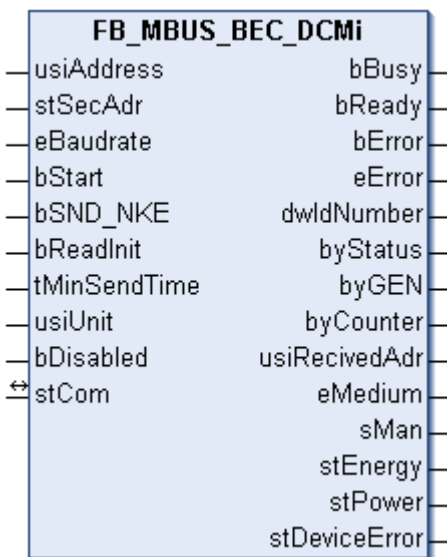 FB_MBUS_BEC_DCMi
usiAddress bBusy
stSecAdr bReady
eBaudrate bError
bStart eError
bSND_NKE dwIdNumber
bReadInit byStatus
tMinSendTime byGEN
usiUnit byCounter
bDisabled usiRecivedAdr
stCom eMedium
sMan
stEnergy
stPower
stDeviceError